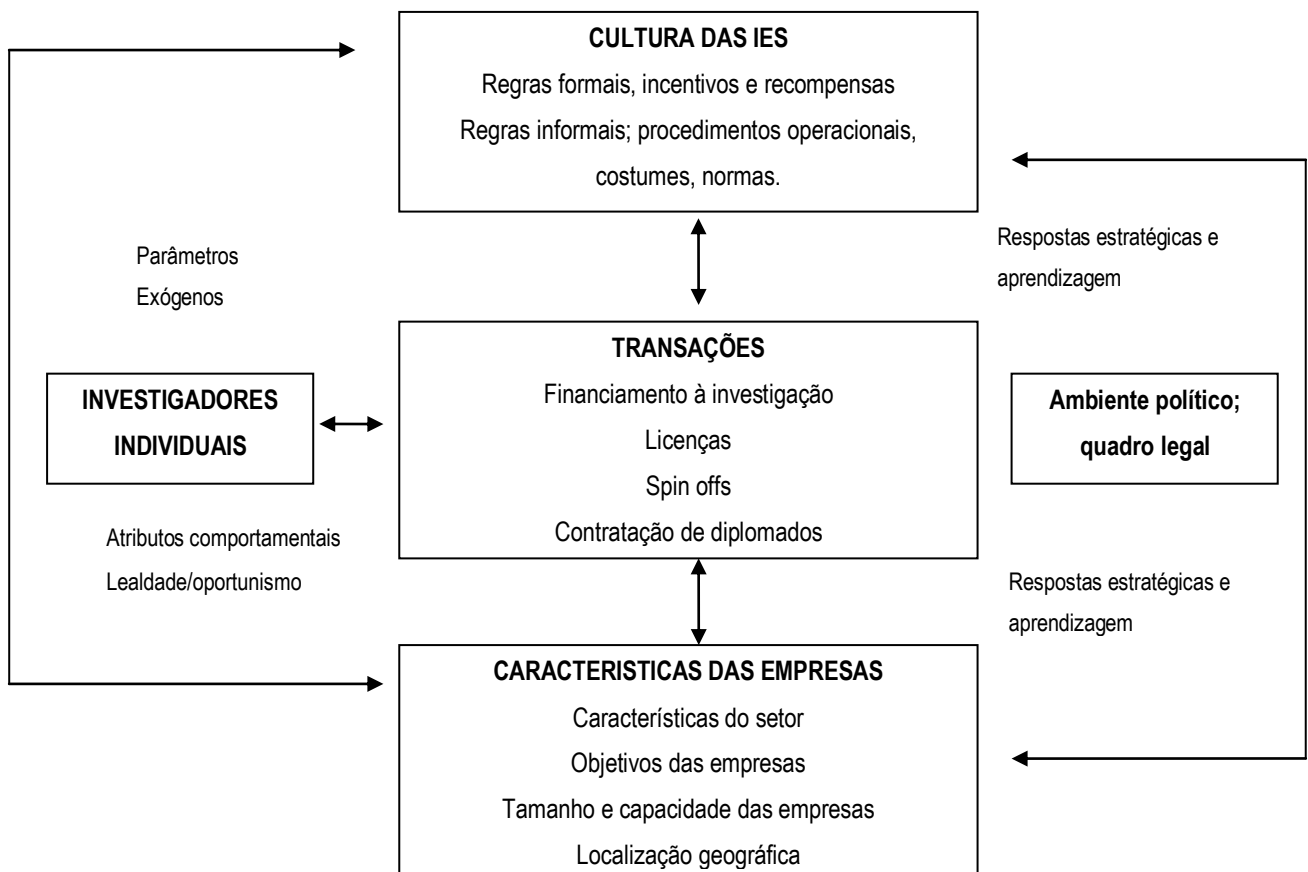 CULTURA DAS IES
Regras formais, incentivos e recompensas
Regras informais; procedimentos operacionais,
costumes, normas.
Parâmetros
Exógenos
Respostas estratégicas e
aprendizagem
INVESTIGADORES
INDIVIDUAIS
TRANSAÇÕES
Financiamento à investigação
Licenças
Spin offs
Contratação de diplomados
Ambiente político;
quadro legal
Atributos comportamentais
Lealdade/oportunismo
Respostas estratégicas e
aprendizagem
CARACTERISTICAS DAS EMPRESAS
Características do setor
Objetivos das empresas
Tamanho e capacidade das empresas
Localização geográfica